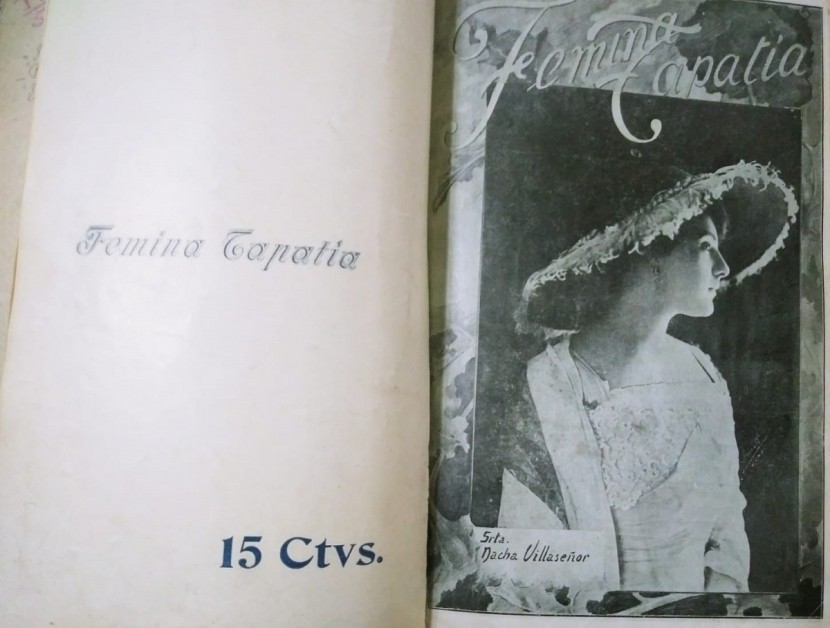 Femina Tapatia
15 Ctvs.
Femina
Tapatia
Srta.
Nacha Villaseñor